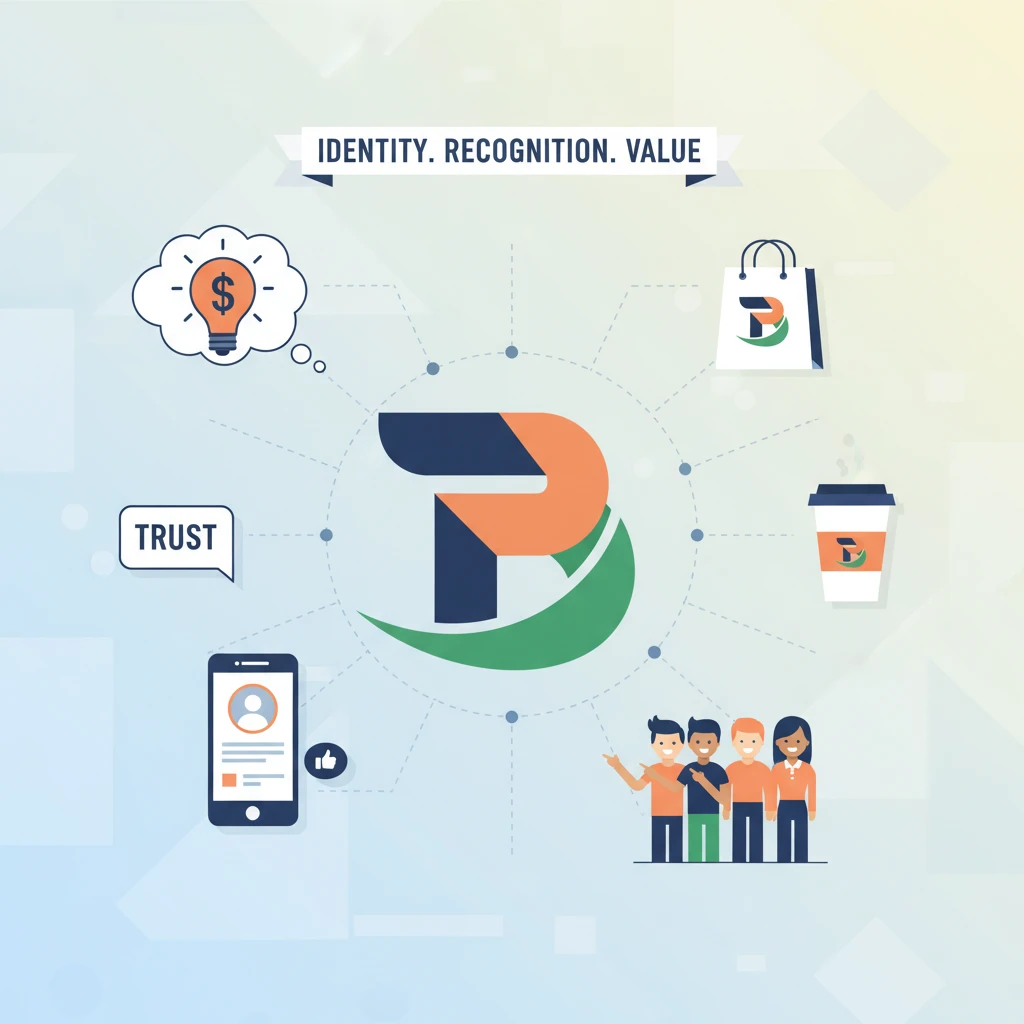 IDENTITY. RECOGNITION. VALUE
$
TRUST